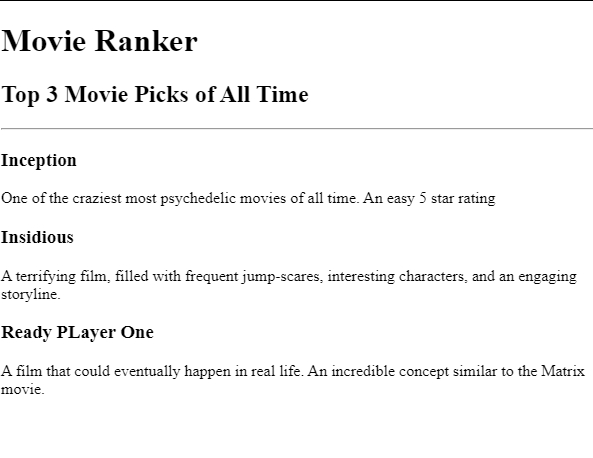 Movie Ranker
Top 3 Movie Picks of All Time
Inception
One of the craziest most psychedelic movies of all time. An easy 5 star rating
Insidious
A terrifying film, filled with frequent jump-scares, interesting characters, and an engaging
storyline.
Ready PLayer One
A film that could eventually happen in real life. An incredible concept similar to the Matrix
movie.